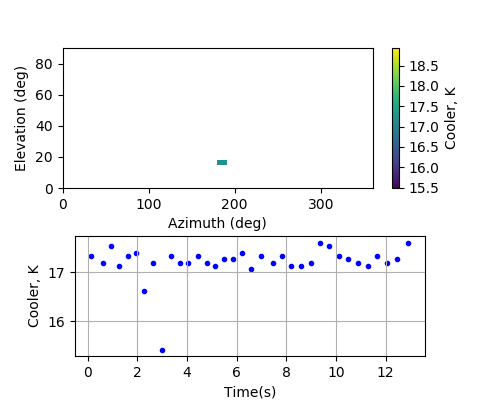 80
60
40
20
0
Elevation (deg)
0 100 200 300
Azimuth (deg)
18.5
18.0
17.5
17.0
16.5
16.0
15.5
Cooler, K
17
16
Cooler, K
0 2 4 6 8 10 12
Time(s)